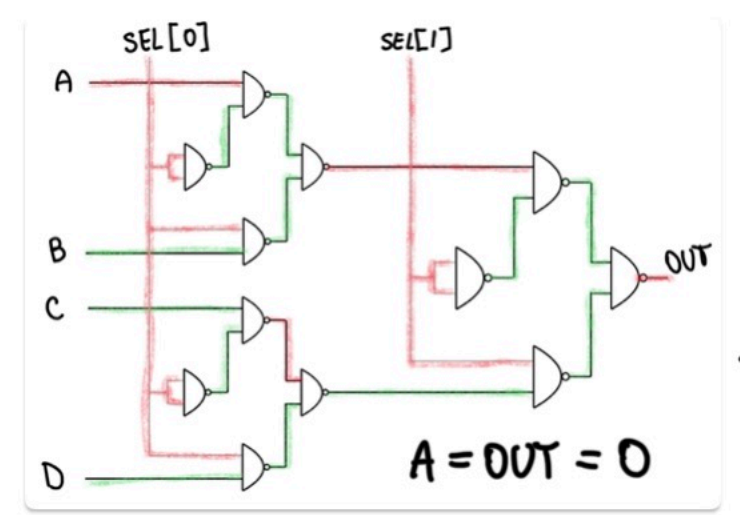 SEL[0]
SEL[1]
A
B
C
D
OUT
A = OUT = 0